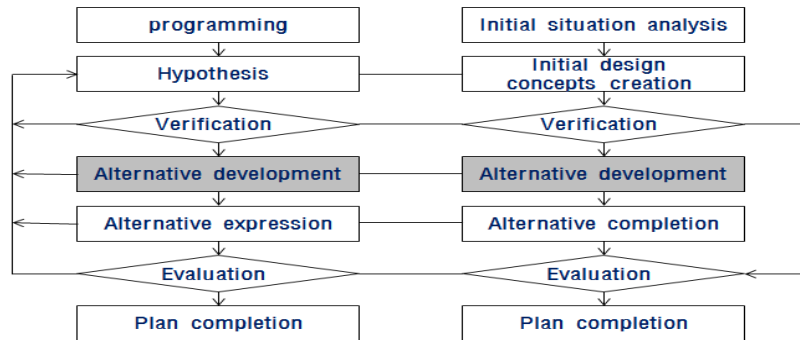 programming
Initial situation analysis
Hypothesis
Initial design
concepts creation
Verification
Verification
Alternative development
Alternative development
Alternative expression
Alternative completion
Evaluation
Evaluation
Plan completion
Plan completion